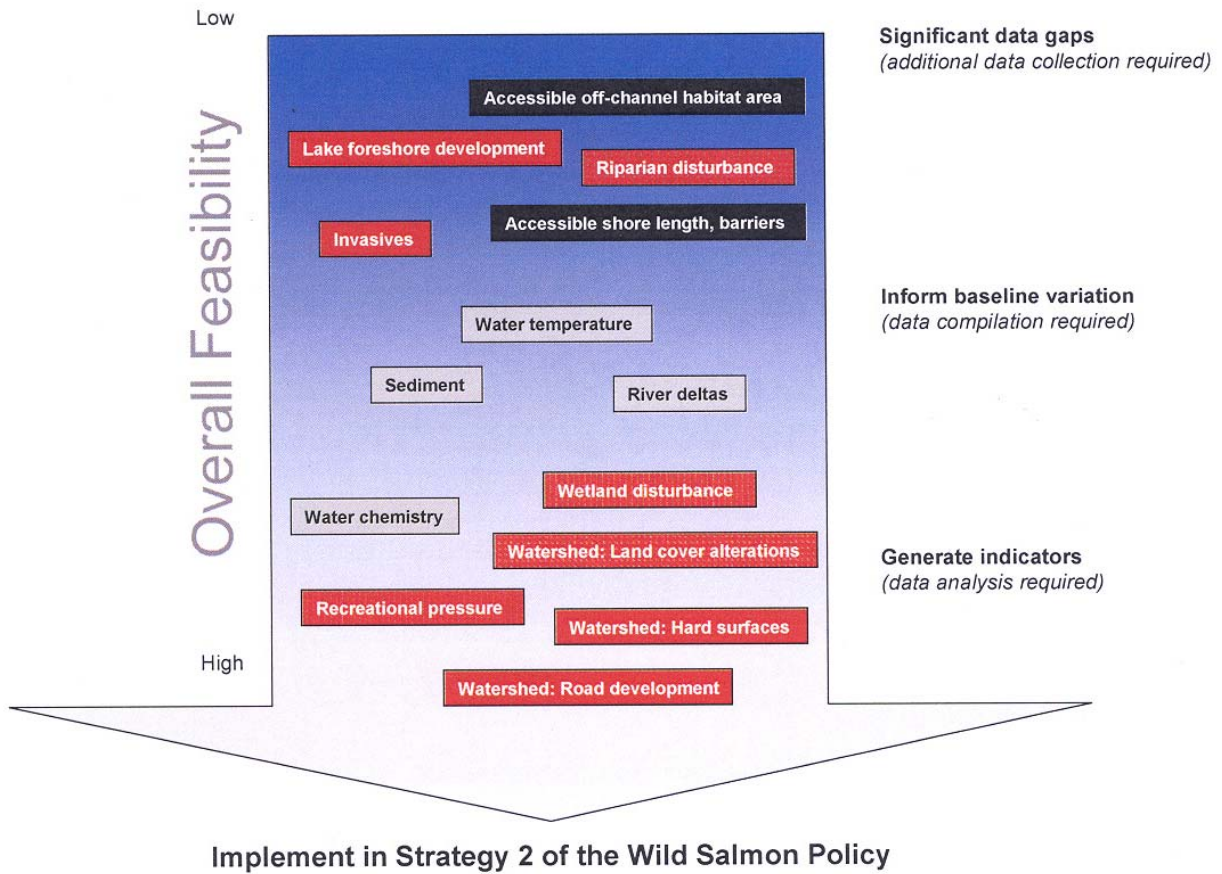 Low
Significant data gaps
(additional data collection required)
Accessible off-channel habitat area
Lake foreshore development
Riparian disturbance
Accessible shore length, barriers
Invasives
Overall Feasibility
Inform baseline variation
(data compilation required)
Water temperature
Sediment
River deltas
Wetland disturbance
Water chemistry
Watershed: Land cover alterations
Generate indicators
(data analysis required)
Recreational pressure
Watershed: Hard surfaces
High
Watershed: Road development
Implement in Strategy 2 of the Wild Salmon Policy